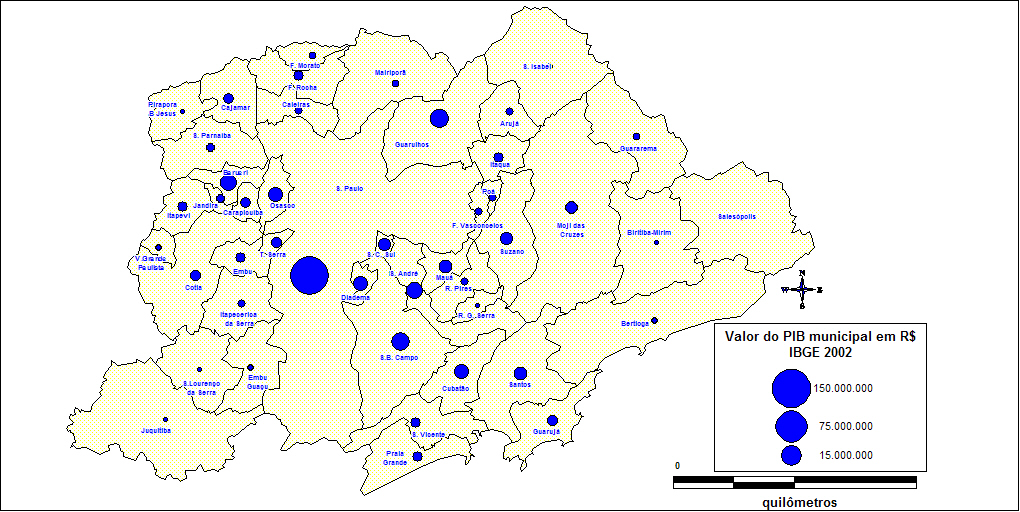 S. Isabel
F. Morato
Mairiporã
F. Rocha
Pirapora
B Jesus
Cajamar
Caieiras
Arujá
S. Parnaíba
Guarulhos
Guararema
Itaquá
Barueri
S. Paulo
Poá
Jandira
Carapicuiba
Osasco
Itapevi
F. Vasconcelos
Moji das
Cruzes
Salesópolis
Biritiba-Mirim
Suzano
T. Serra
S. C. Sul
V.Grande
Paulista
Embu
S. André
Mauá
Cotia
R. Pires
Diadema
Itapecerica
da Serra
R. G. Serra
Bertioga
N
W E
S
S.B. Campo
S.Lourenço
da Serra
Embu
Guaçu
Cubatão
Santos
Juquitiba
S. Vicente
Guarujá
Praia
Grande
Valor do PIB municipal em R$
IBGE 2002
150.000.000
75.000.000
15.000.000
0
quilômetros